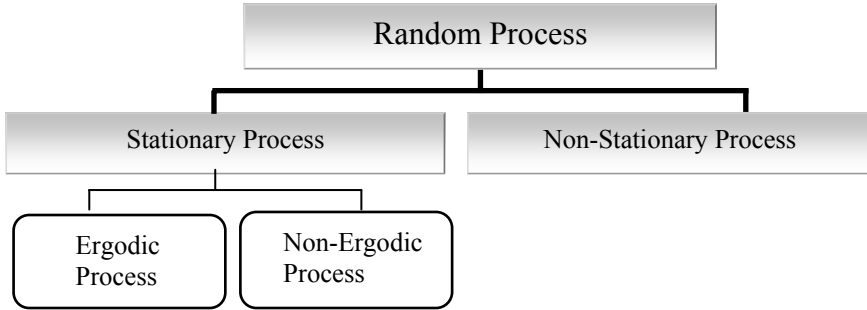 Random Process
Stationary Process
Non-Stationary Process
Ergodic
Process
Non-Ergodic
Process